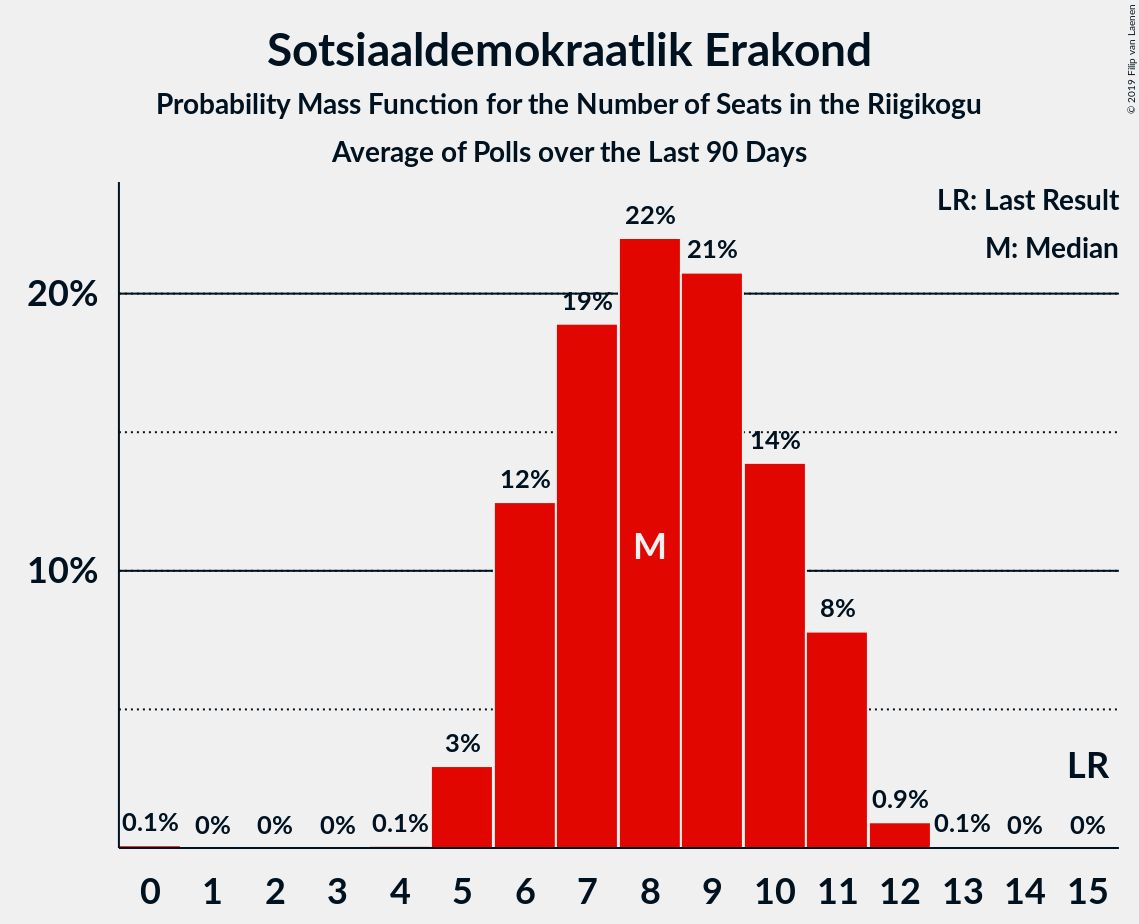 Sotsiaaldemokraatlik Erakond
Probability Mass Function for the Number of Seats in the Riigikogu
Average of Polls over the Last 90 Days
© 2019 Filip van Laenen
LR: Last Result
M: Median
20%
10%
0.1% 0% 0% 0% 0.1% 3% 12% 19% 22% 21% 14% 8% 0.9% 0.1% 0% 0%
M
LR
0 1 2 3 4 5 6 7 8 9 10 11 12 13 14 15